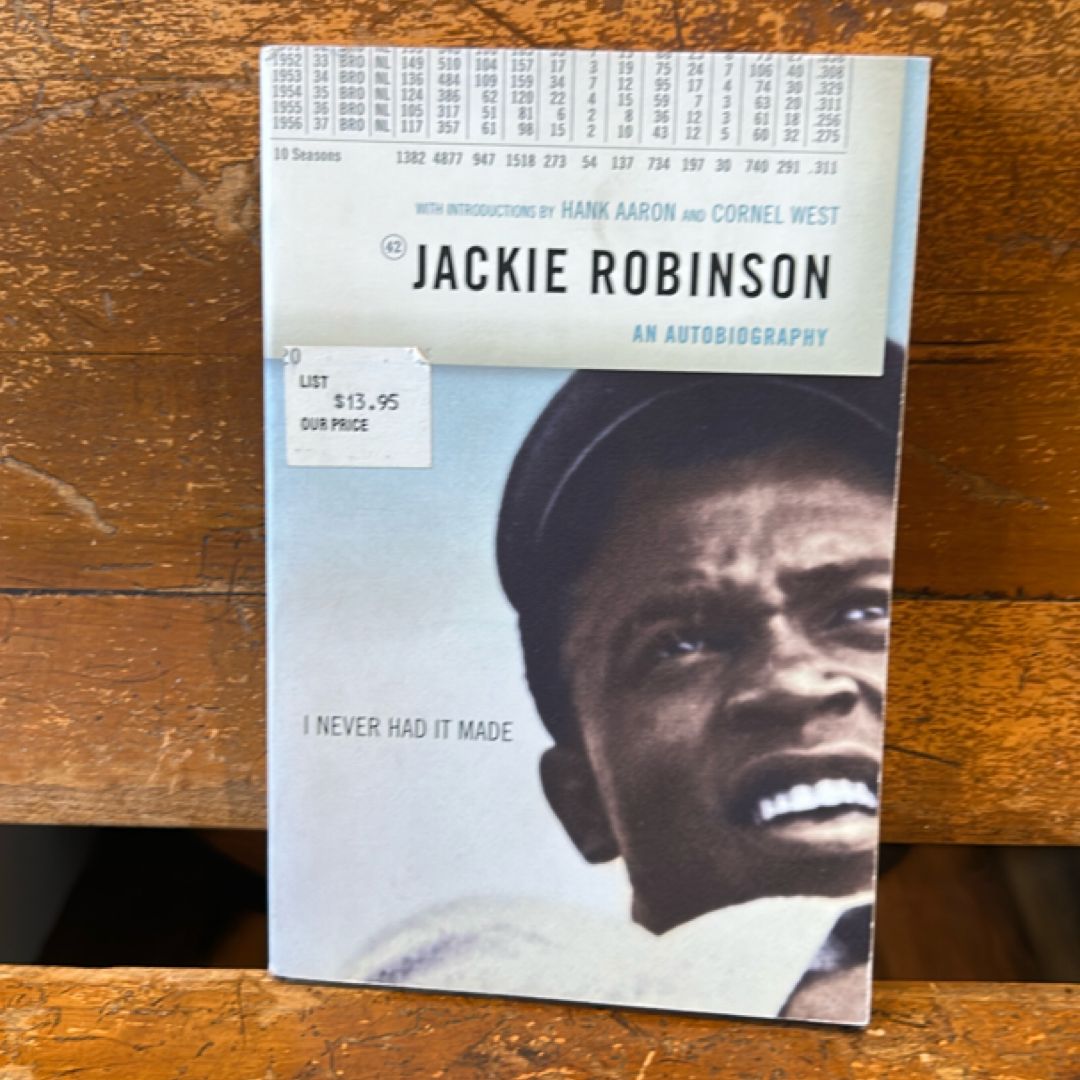 1952 33 BRO NL 149 510 104 157 17 3 19 75 24 7 106 40 .308
1953 34 BRO NL 136 484 109 159 34 7 12 95 17 4 74 30 .329
1954 35 BRO NL 124 386 62 120 22 4 15 59 7 3 63 20 .311
1955 36 BRO NL 105 317 51 81 6 2 8 36 12 3 61 18 .256
1956 37 BRO NL 117 357 61 98 15 2 10 43 12 5 60 32 .275
10 Seasons 1382 4877 947 1518 273 54 137 734 197 30 740 291 .311
WITH INTRODUCTIONS BY HANK AARON AND CORNEL WEST
42 JACKIE ROBINSON
AN AUTOBIOGRAPHY
20
LIST
$13.95
OUR PRICE
I NEVER HAD IT MADE